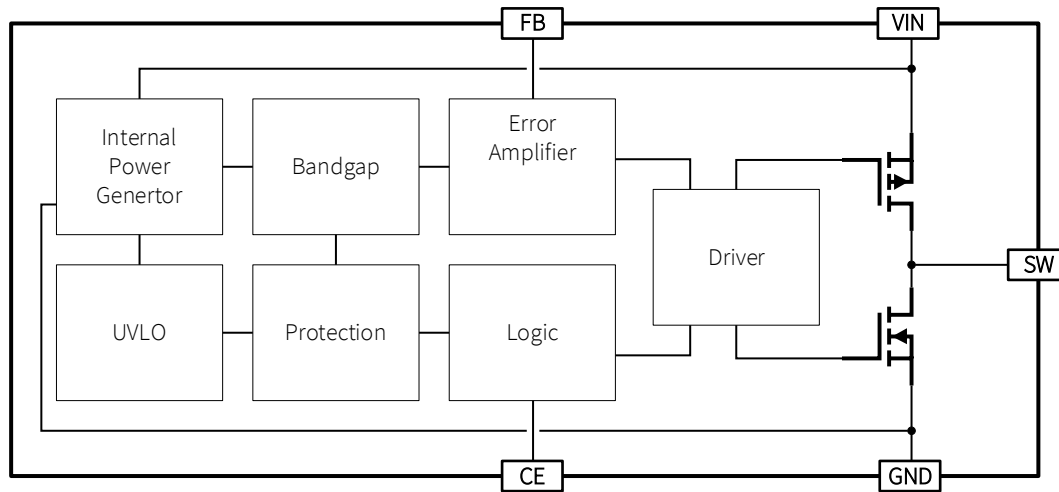 FB
VIN
Internal
Power
Genertor
Bandgap
Error
Amplifier
Driver
SW
UVLO
Protection
Logic
CE
GND